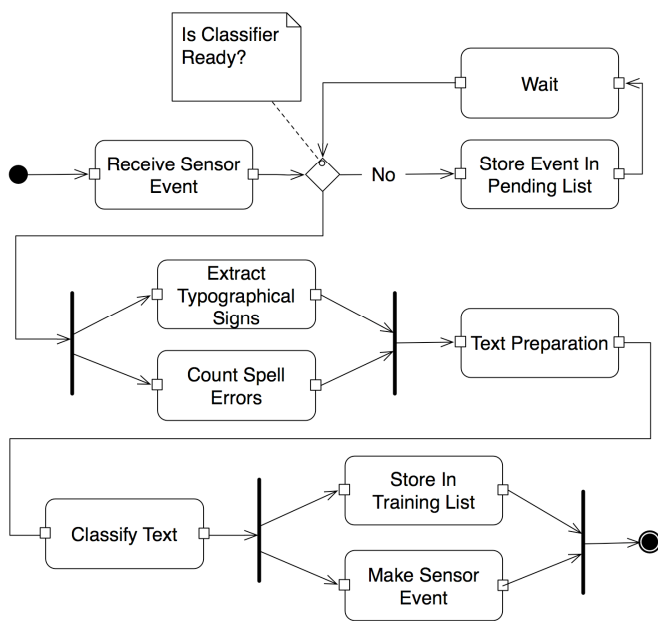 Is Classifier
Ready?
Wait
Receive Sensor
Event
No
Store Event In
Pending List
Extract
Typographical
Signs
Count Spell
Errors
Text Preparation
Classify Text
Store In
Training List
Make Sensor
Event